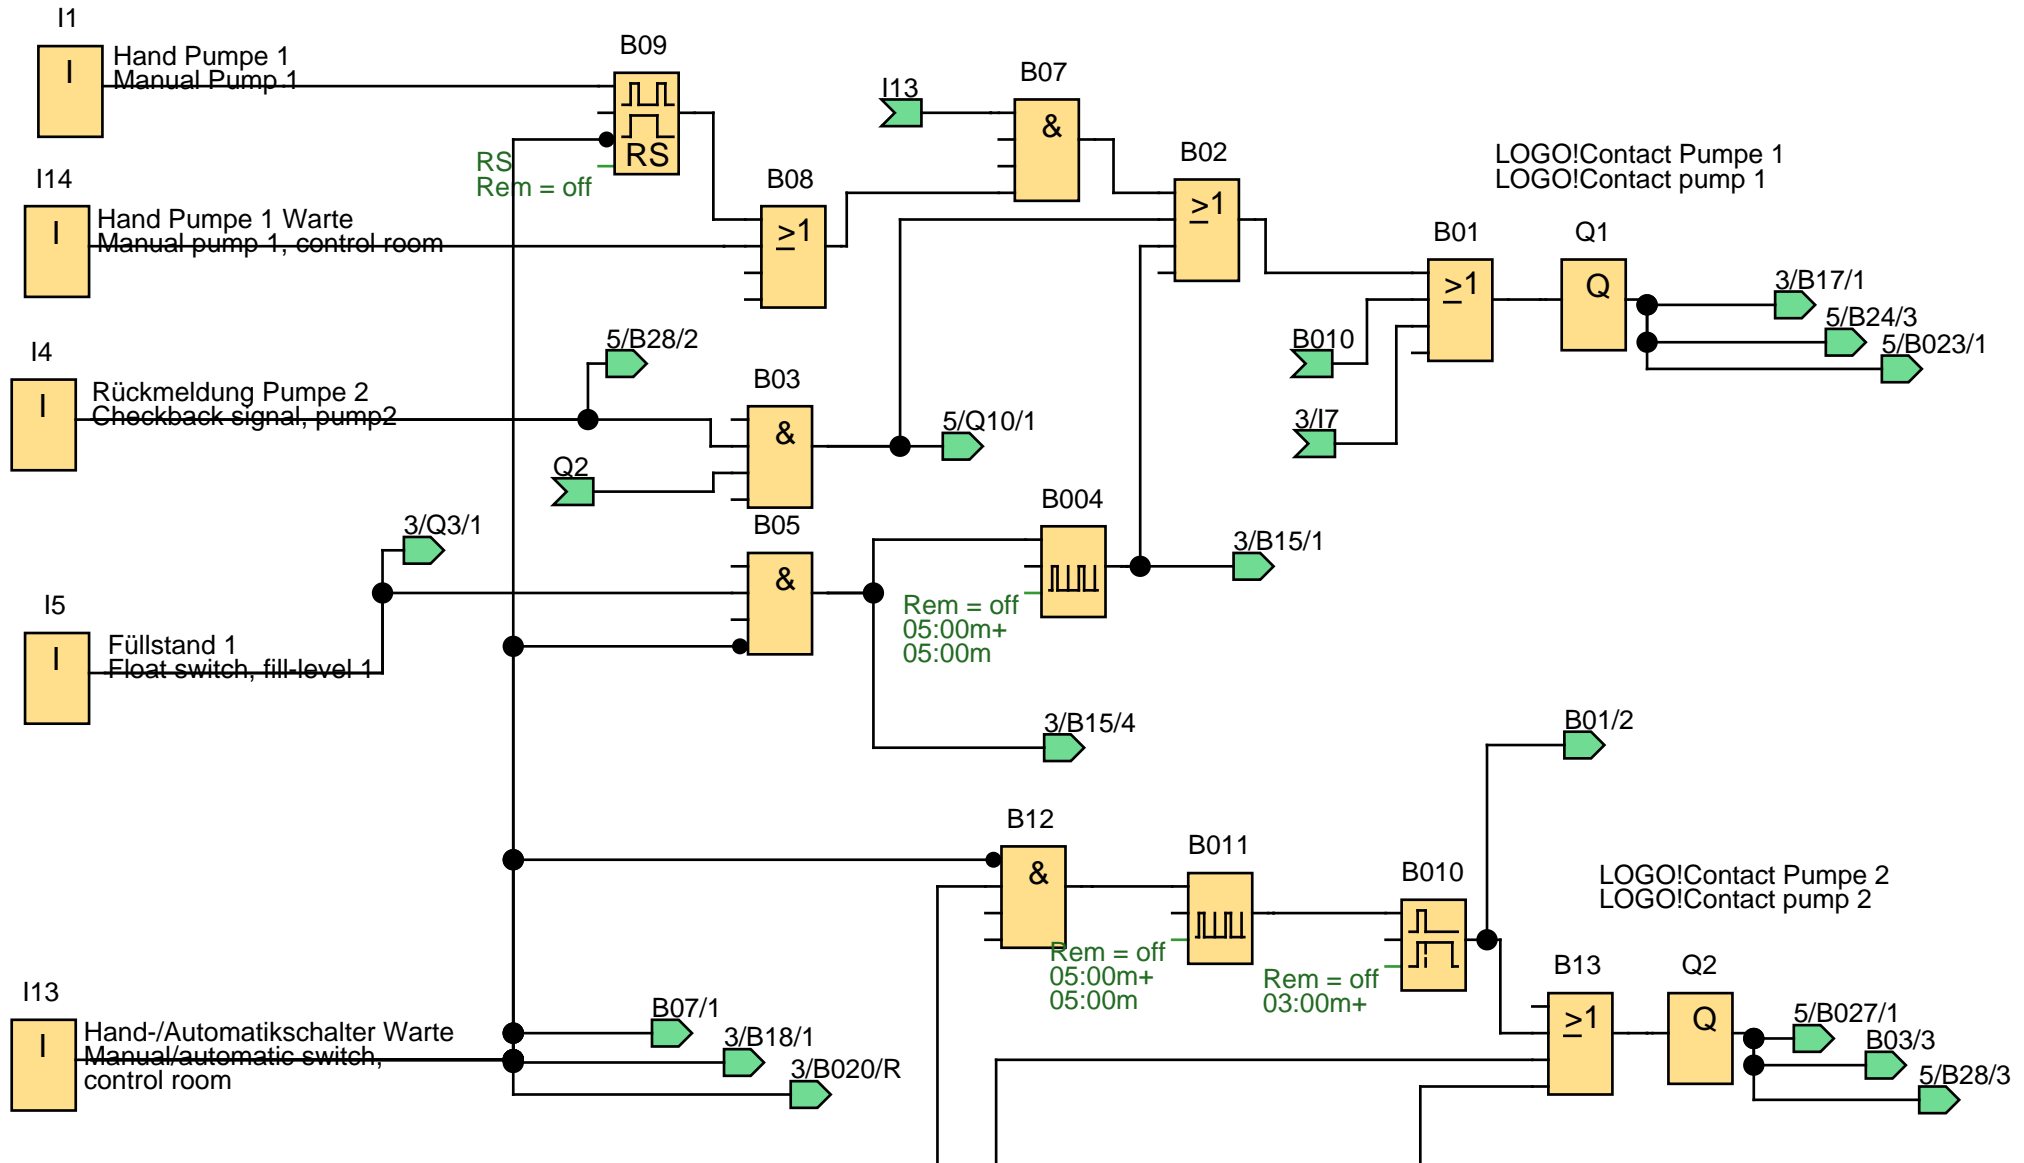 I1
I
Hand Pumpe 1
Manual Pump 1
B09
RS
RS
Rem = off
I13
B07
&
I14
I
Hand Pumpe 1 Warte
Manual pump 1, control room
B08
≥1
B02
≥1
LOGO!Contact Pumpe 1
LOGO!Contact pump 1
B01
≥1
Q1
Q
3/B17/1
5/B24/3
5/B023/1
B010
3/I7
I4
I
Rückmeldung Pumpe 2
Checkback signal, pump2
5/B28/2
B03
&
Q2
5/Q10/1
3/Q3/1
B05
&
B004
Rem = off
05:00m+
05:00m
3/B15/1
I5
I
Füllstand 1
Float switch, fill-level 1
3/B15/4
B01/2
B12
&
B011
Rem = off
05:00m+
05:00m
B010
Rem = off
03:00m+
LOGO!Contact Pumpe 2
LOGO!Contact pump 2
B13
≥1
Q2
Q
5/B027/1
B03/3
5/B28/3
I13
I
Hand-/Automatikschalter Warte
Manual/automatic switch,
control room
B07/1
3/B18/1
3/B020/R